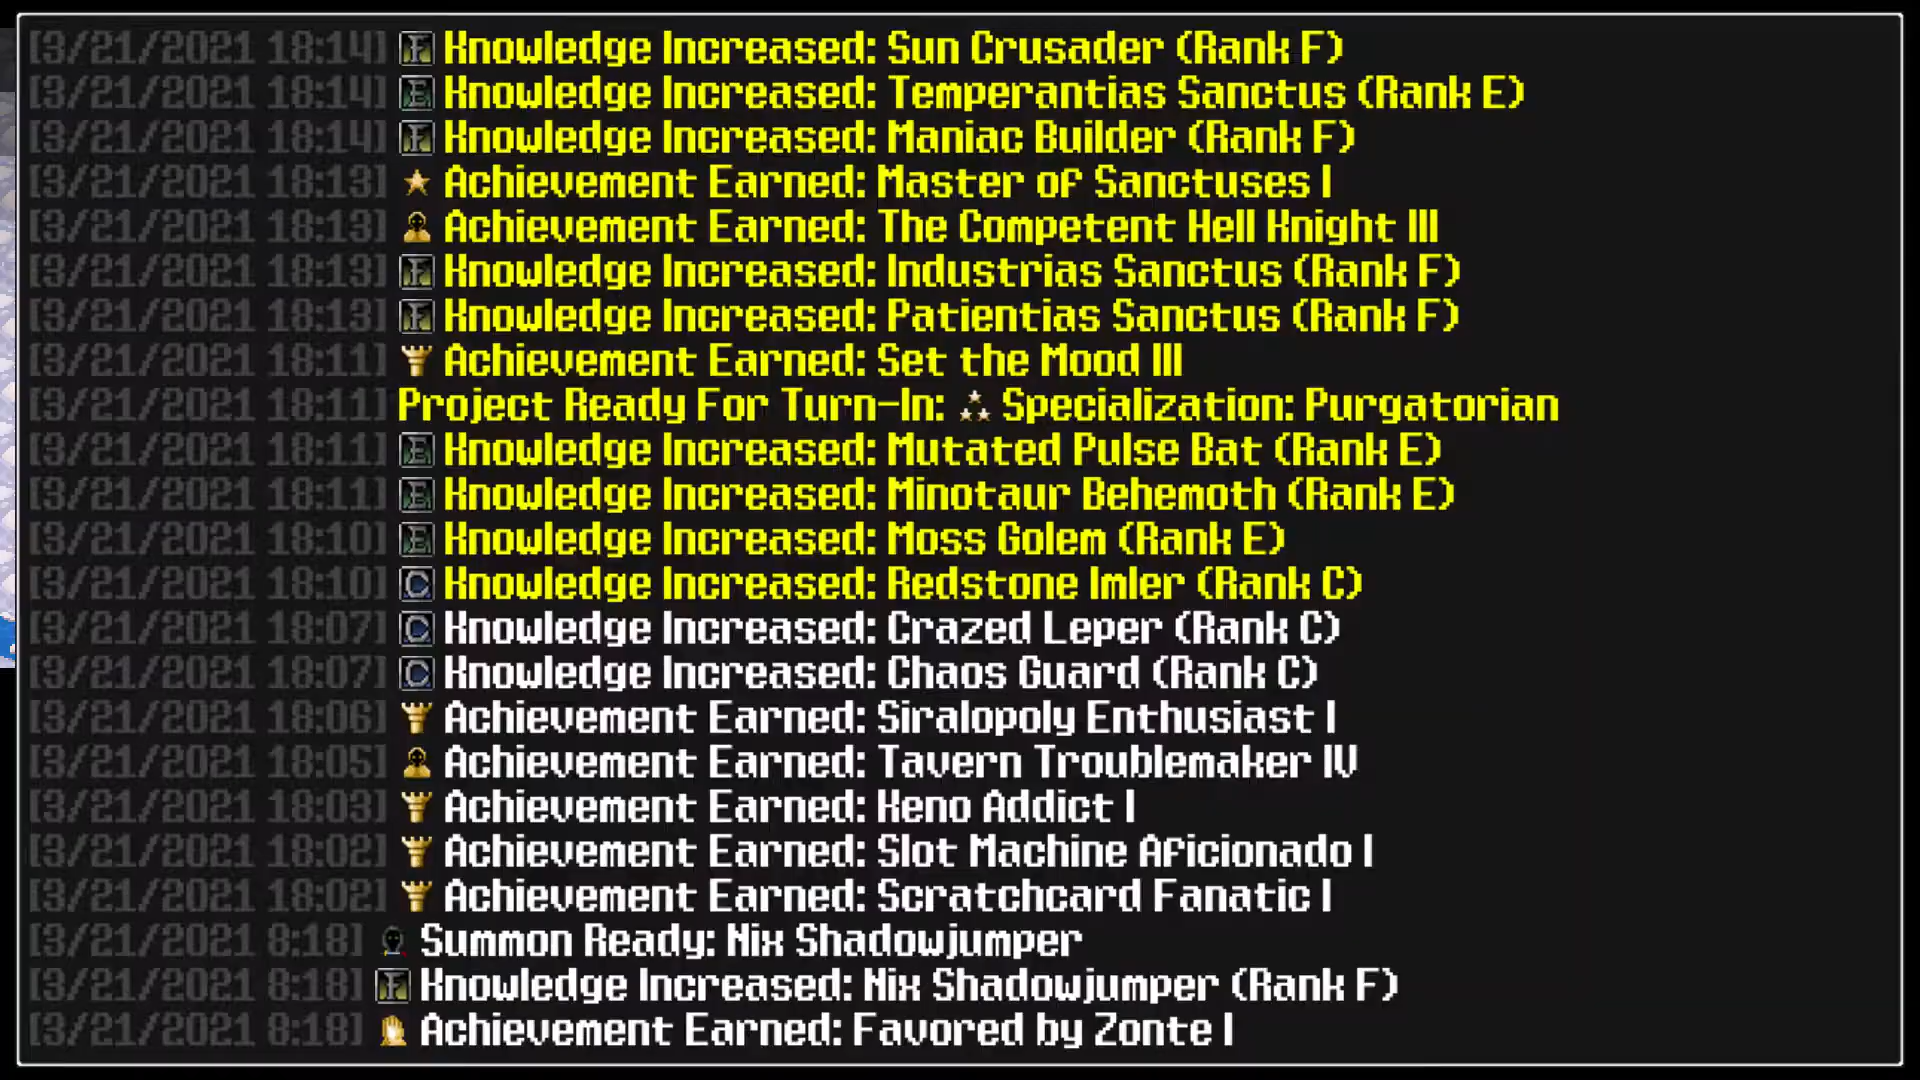 [3/21/2021 18:14] F Knowledge Increased: Sun Crusader (Rank F)
[3/21/2021 18:14] E Knowledge Increased: Temperantias Sanctus (Rank E)
[3/21/2021 18:14] F Knowledge Increased: Maniac Builder (Rank F)
[3/21/2021 18:13] Achievement Earned: Master of Sanctuses I
[3/21/2021 18:13] Achievement Earned: The Competent Hell Knight III
[3/21/2021 18:13] F Knowledge Increased: Industrias Sanctus (Rank F)
[3/21/2021 18:13] F Knowledge Increased: Patientias Sanctus (Rank F)
[3/21/2021 18:11] Achievement Earned: Set the Mood III
[3/21/2021 18:11] Project Ready For Turn-In: Specialization: Purgatorian
[3/21/2021 18:11] E Knowledge Increased: Mutated Pulse Bat (Rank E)
[3/21/2021 18:11] E Knowledge Increased: Minotaur Behemoth (Rank E)
[3/21/2021 18:10] E Knowledge Increased: Moss Golem (Rank E)
[3/21/2021 18:10] C Knowledge Increased: Redstone Imler (Rank C)
[3/21/2021 18:07] C Knowledge Increased: Crazed Leper (Rank C)
[3/21/2021 18:07] C Knowledge Increased: Chaos Guard (Rank C)
[3/21/2021 18:06] Achievement Earned: Siralopoly Enthusiast I
[3/21/2021 18:05] Achievement Earned: Tavern Troublemaker IV
[3/21/2021 18:03] Achievement Earned: Keno Addict I
[3/21/2021 18:02] Achievement Earned: Slot Machine Aficionado I
[3/21/2021 18:02] Achievement Earned: Scratchcard Fanatic I
[3/21/2021 8:18] Summon Ready: Nix Shadowjumper
[3/21/2021 8:18] F Knowledge Increased: Nix Shadowjumper (Rank F)
[3/21/2021 8:18] Achievement Earned: Favored by Zonte I